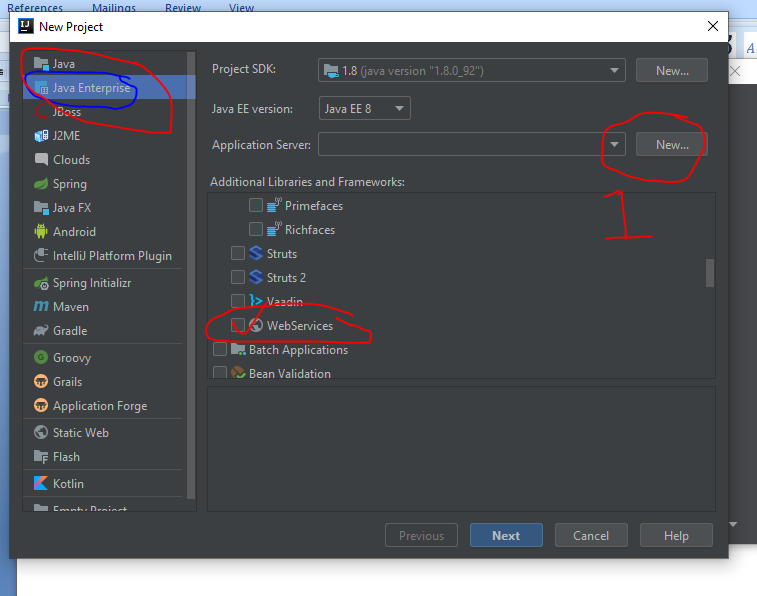 References Mailings Review View
New Project
Java
Java Enterprise
JBoss
J2ME
Clouds
Spring
Java FX
Android
IntelliJ Platform Plugin
Spring Initializr
Maven
Gradle
Groovy
Grails
Application Forge
Static Web
Flash
Kotlin
Empty Project
Project SDK: 1.8 (java version "1.8.0_92") New...
Java EE version: Java EE 8
Application Server: New...
1
Additional Libraries and Frameworks:
Primefaces
Richfaces
Struts
Struts 2
Vaadin
WebServices
Batch Applications
Bean Validation
Previous Next Cancel Help